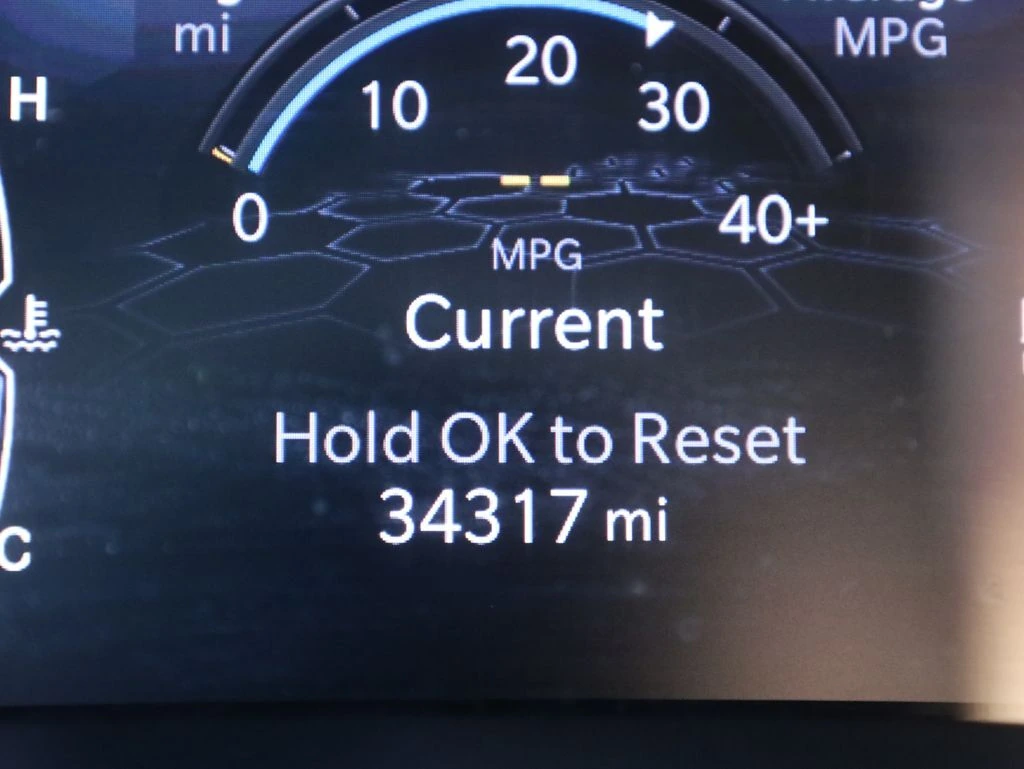 mi
MPG
H
10
20
30
0
40+
--
MPG
Current
Hold OK to Reset
34317 mi
C